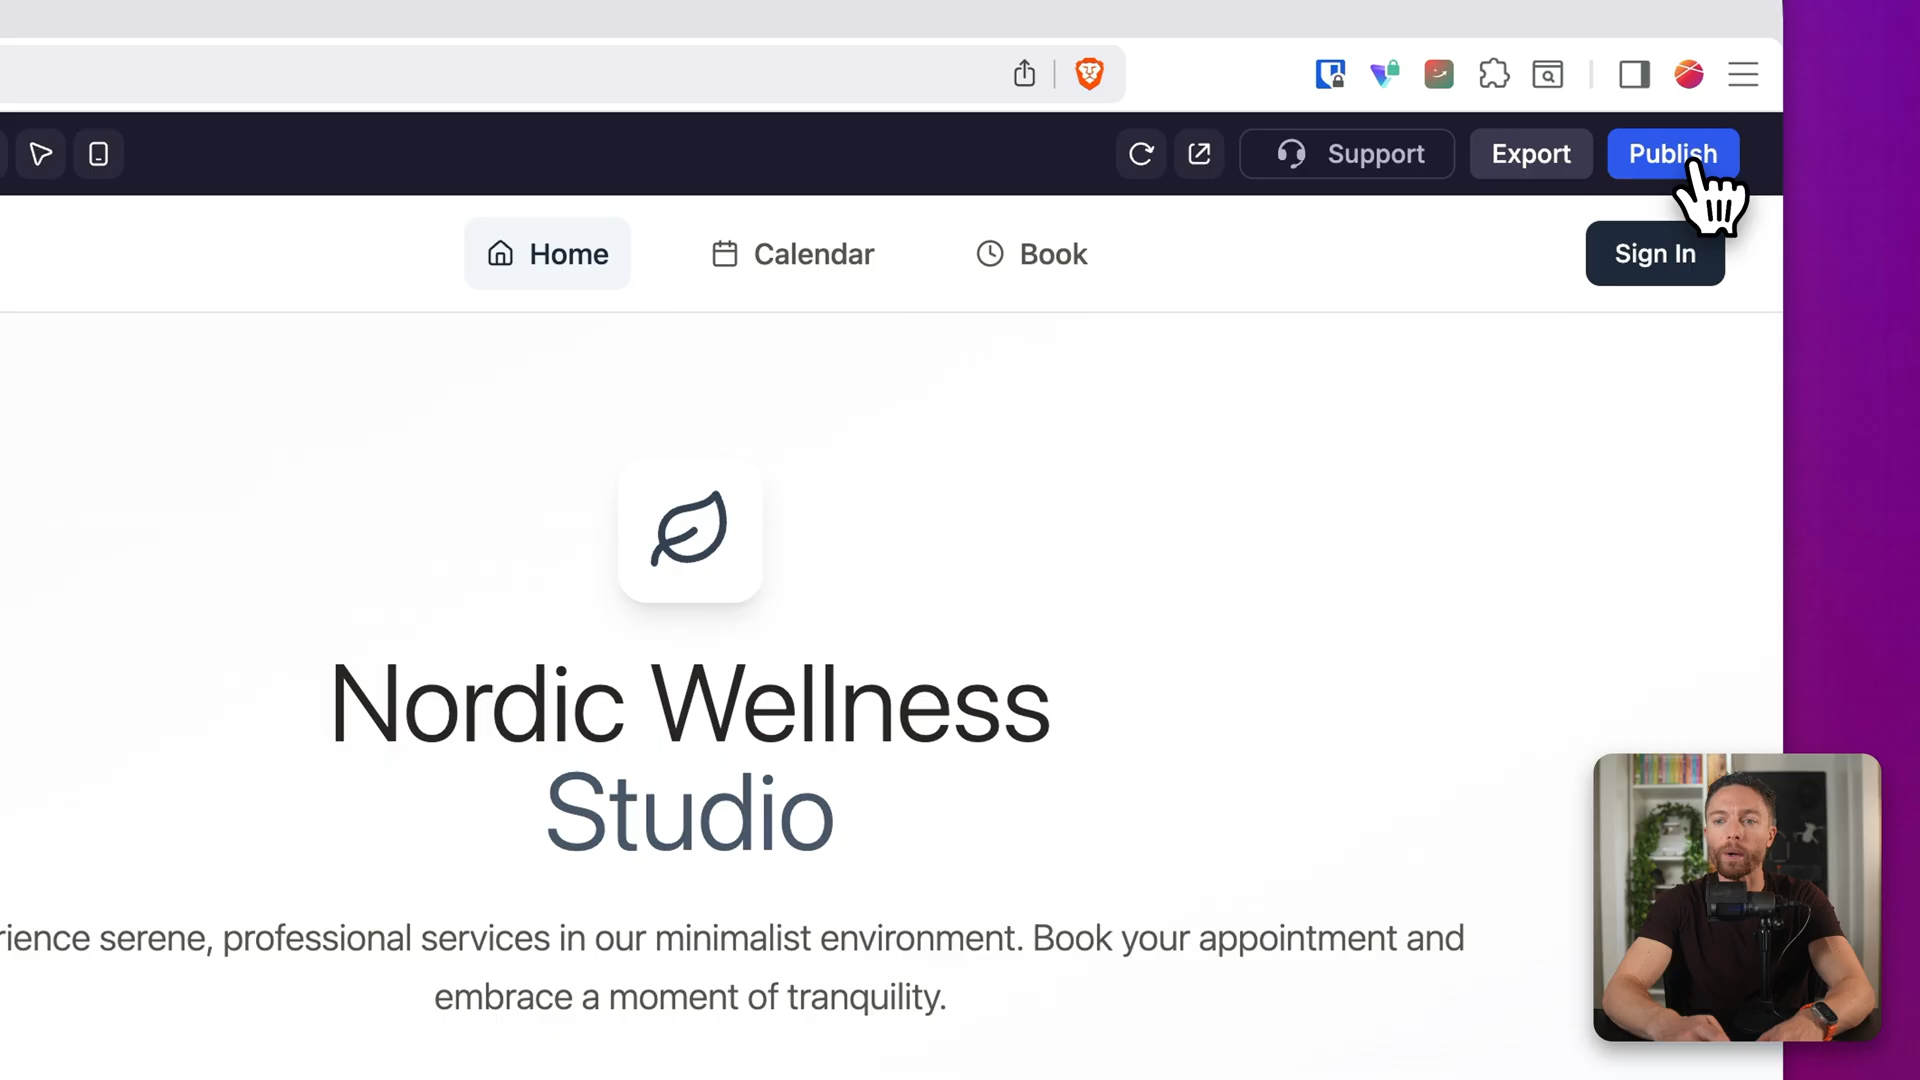 Support
Export
Publish
Home
Calendar
Book
Sign In
Nordic Wellness
Studio
rience serene, professional services in our minimalist environment. Book your appointment and
embrace a moment of tranquility.